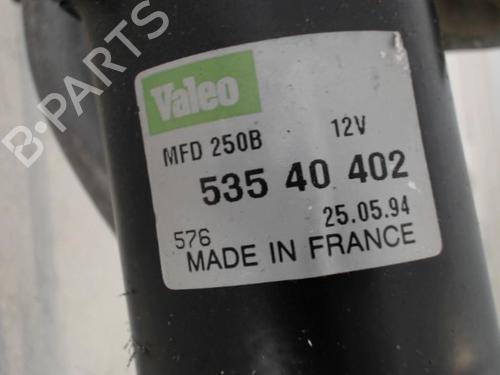 B-PARTS
Valeo
MFD 250B 12V
535 40 402
576 25.05.94
MADE IN FRANCE